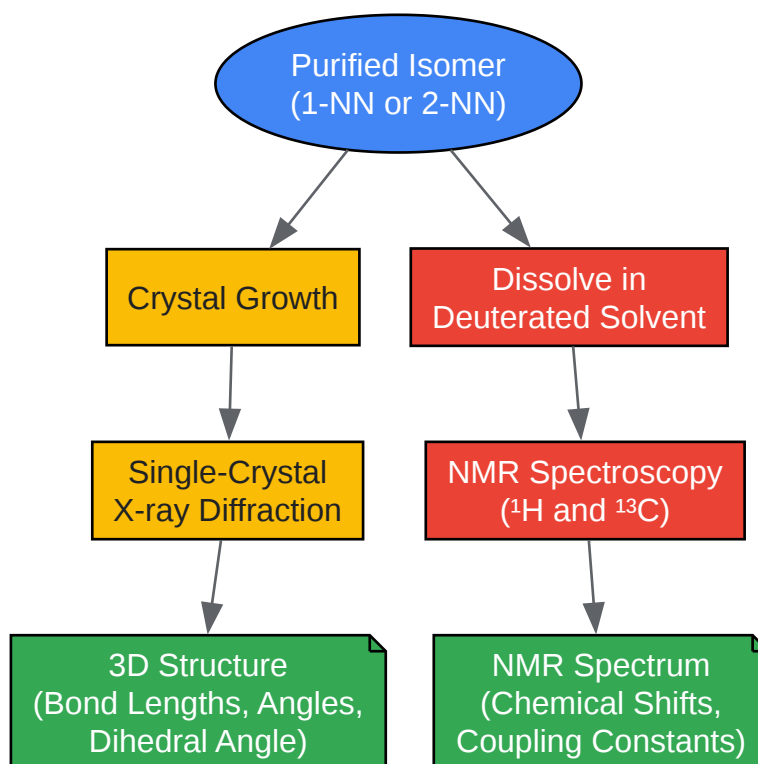 Purified Isomer
(1-NN or 2-NN)
Crystal Growth
Dissolve in
Deuterated Solvent
Single-Crystal
X-ray Diffraction
NMR Spectroscopy
(¹H and ¹³C)
3D Structure
(Bond Lengths, Angles,
Dihedral Angle)
NMR Spectrum
(Chemical Shifts,
Coupling Constants)